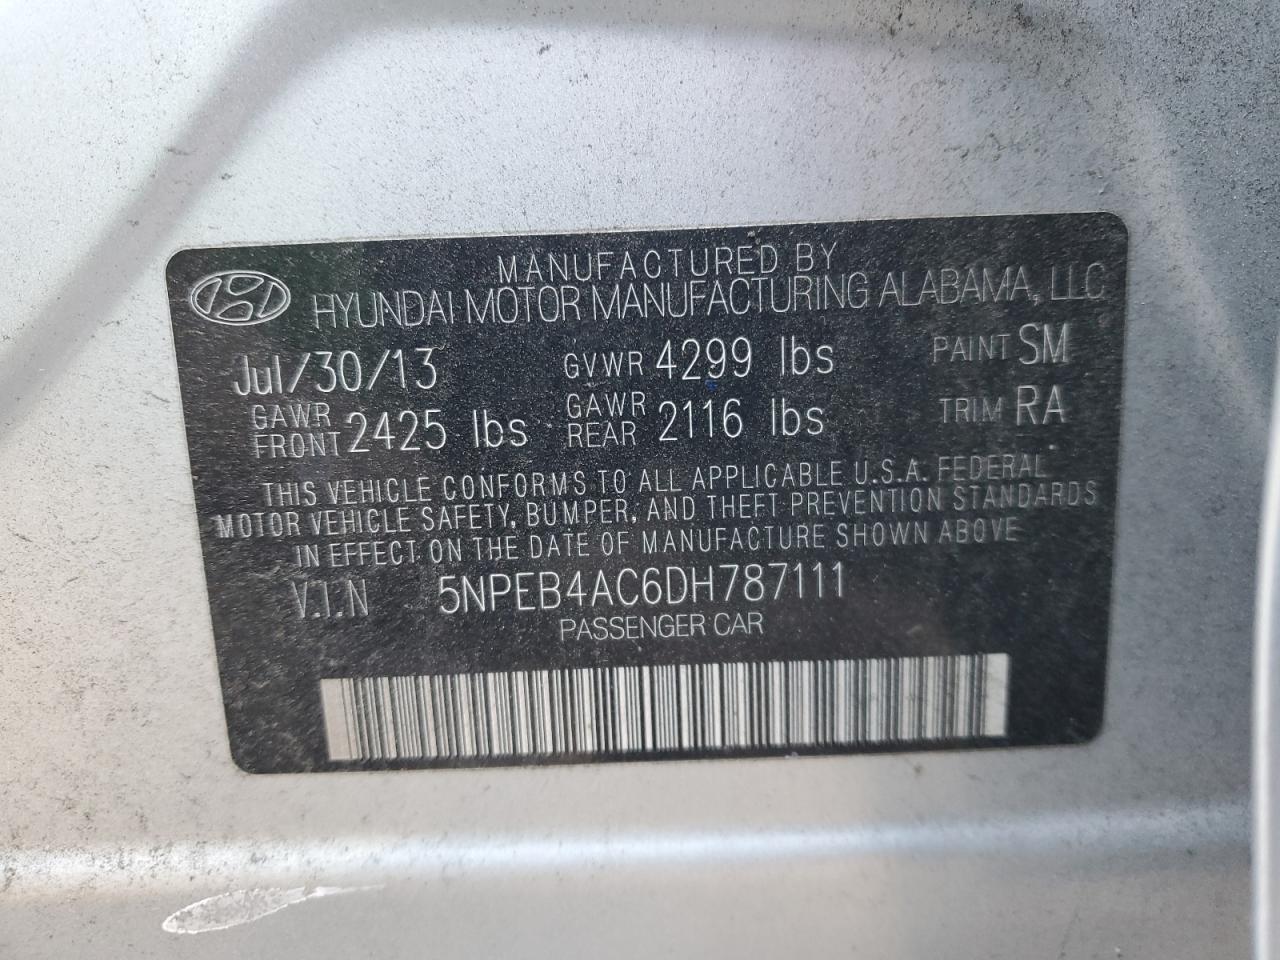 MANUFACTURED BY
HYUNDAI MOTOR MANUFACTURING ALABAMA, LLC
Jul/30/13 GVWR 4299 lbs PAINT SM
GAWR FRONT 2425 lbs GAWR REAR 2116 lbs TRIM RA
THIS VEHICLE CONFORMS TO ALL APPLICABLE U.S.A. FEDERAL
MOTOR VEHICLE SAFETY, BUMPER, AND THEFT PREVENTION STANDARDS
IN EFFECT ON THE DATE OF MANUFACTURE SHOWN ABOVE
V.I.N 5NPEB4AC6DH787111
PASSENGER CAR